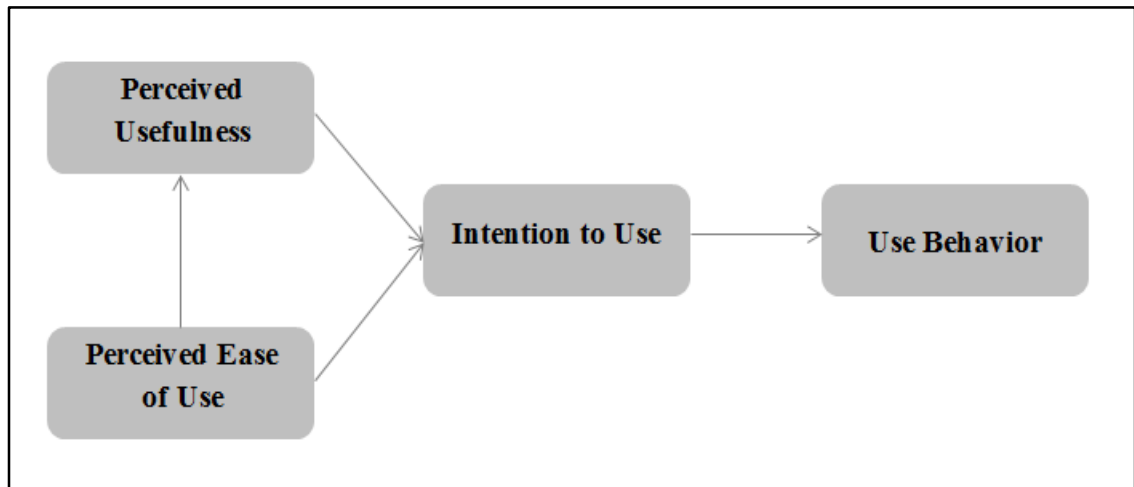 Perceived
Usefulness
Intention to Use
Use Behavior
Perceived Ease
of Use